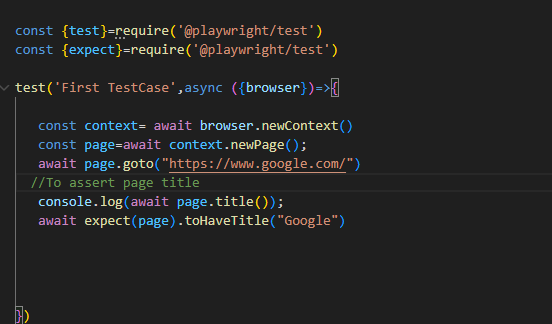 const {test}=require('@playwright/test')
const {expect}=require('@playwright/test')
test('First TestCase',async ({browser})=>{
const context= await browser.newContext()
const page=await context.newPage();
await page.goto("https://www.google.com/")
//To assert page title
console.log(await page.title());
await expect(page).toHaveTitle("Google")
})